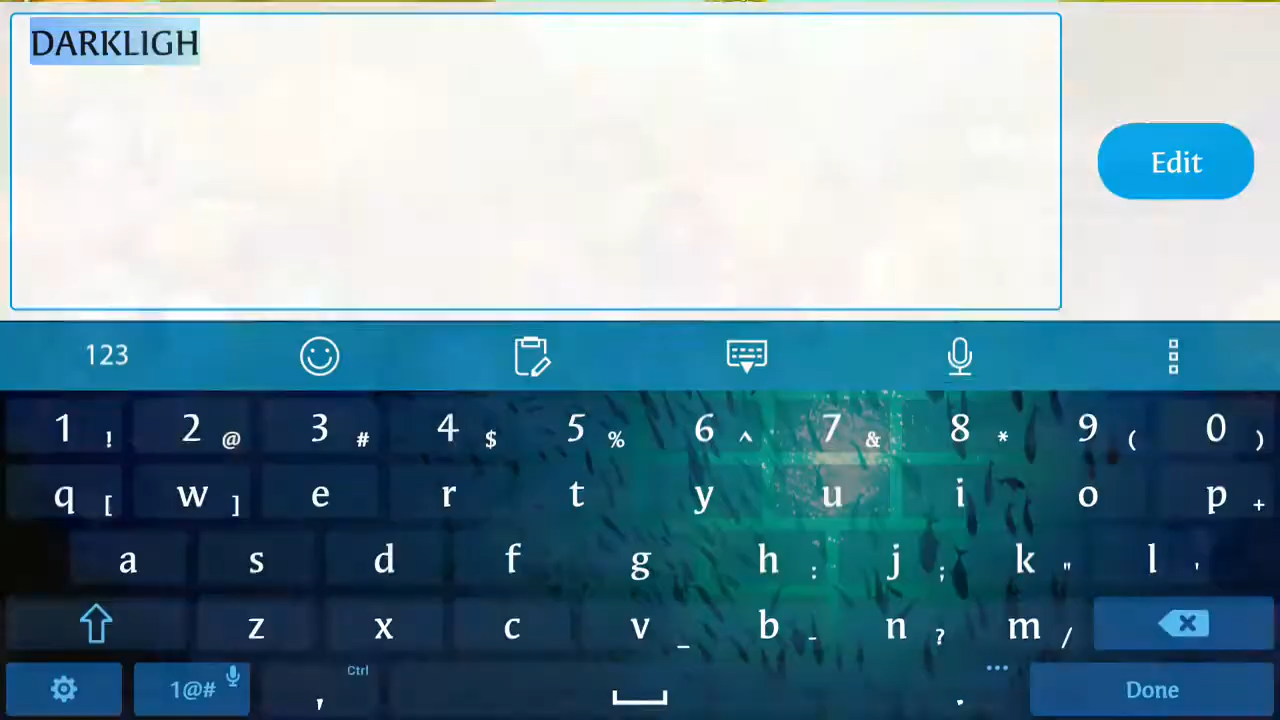 DARKLIGH
Edit
123
1 ! 2 @ 3 # 4 $ 5 % 6 ^ 7 & 8 * 9 ( 0 )
q [ w ] e r t y u i o p +
a s d f g h : j ; k " l '
z x c v _ b - n ? m /
1@# , Ctrl . ... Done